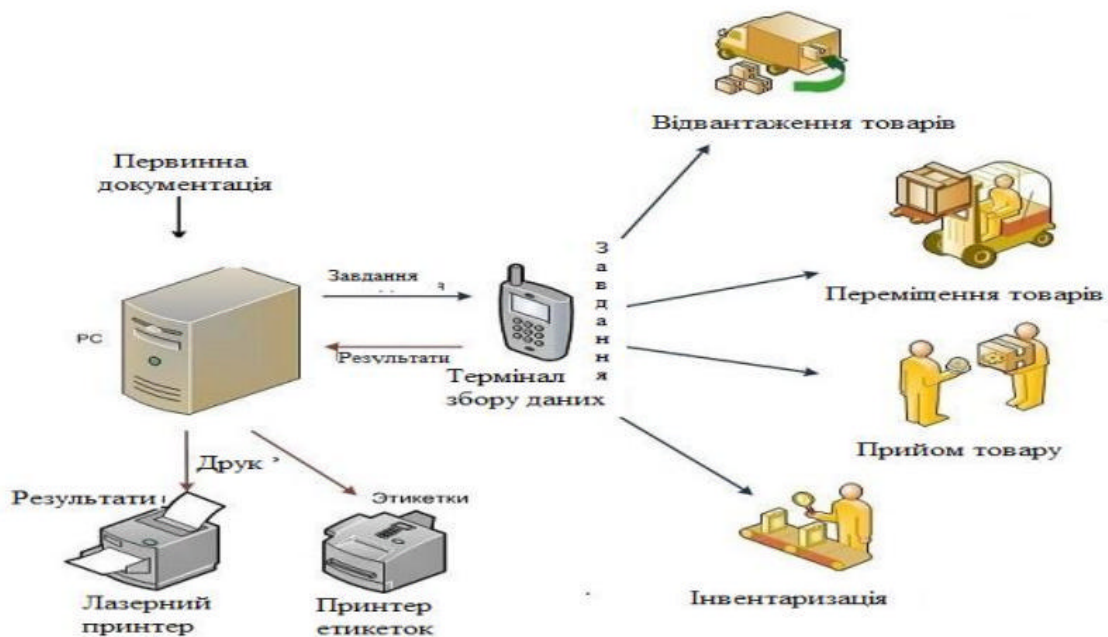 Відвантаження товарів
Первинна
документація
Завдання
Переміщення товарів
Завдання
PC
Результати
Термінал
збору даних
Прийом товару
Друк
Результати
Этикетки
Лазерний
принтер
Принтер
етикеток
Інвентаризація